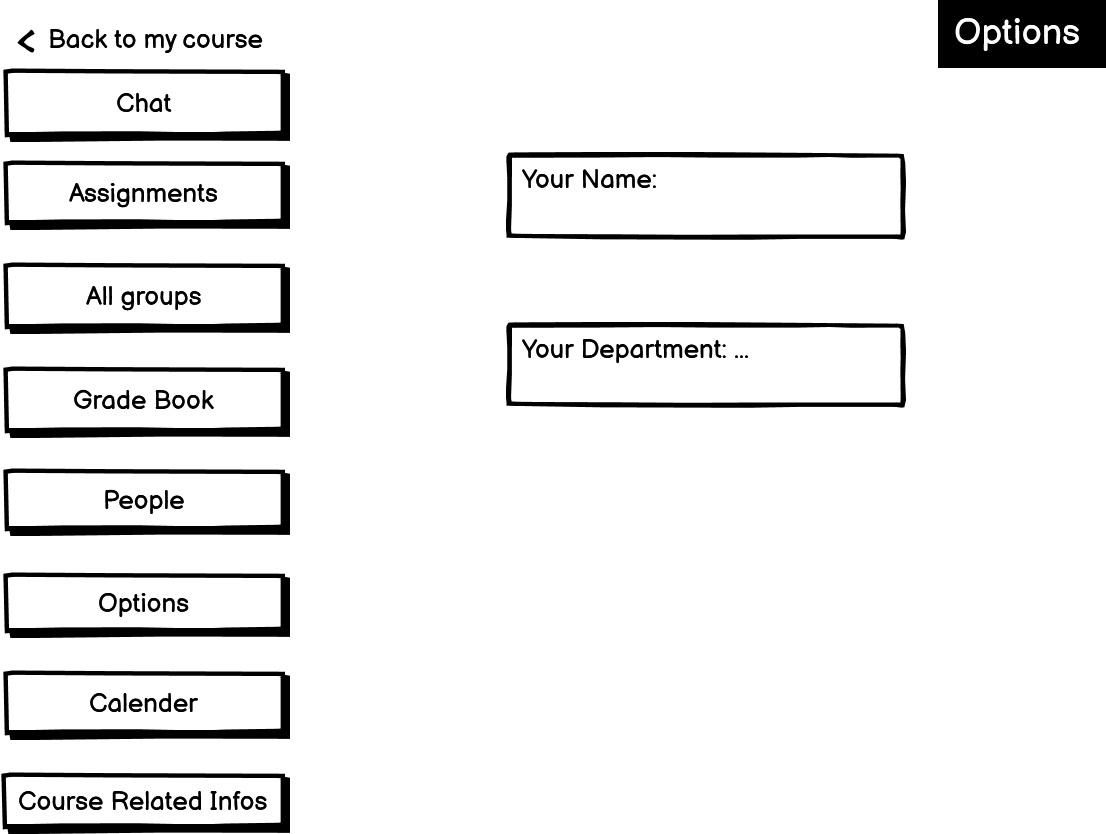 Back to my course
Options
Chat
Assignments
All groups
Grade Book
People
Options
Calender
Course Related Infos
Your Name:
Your Department: ...